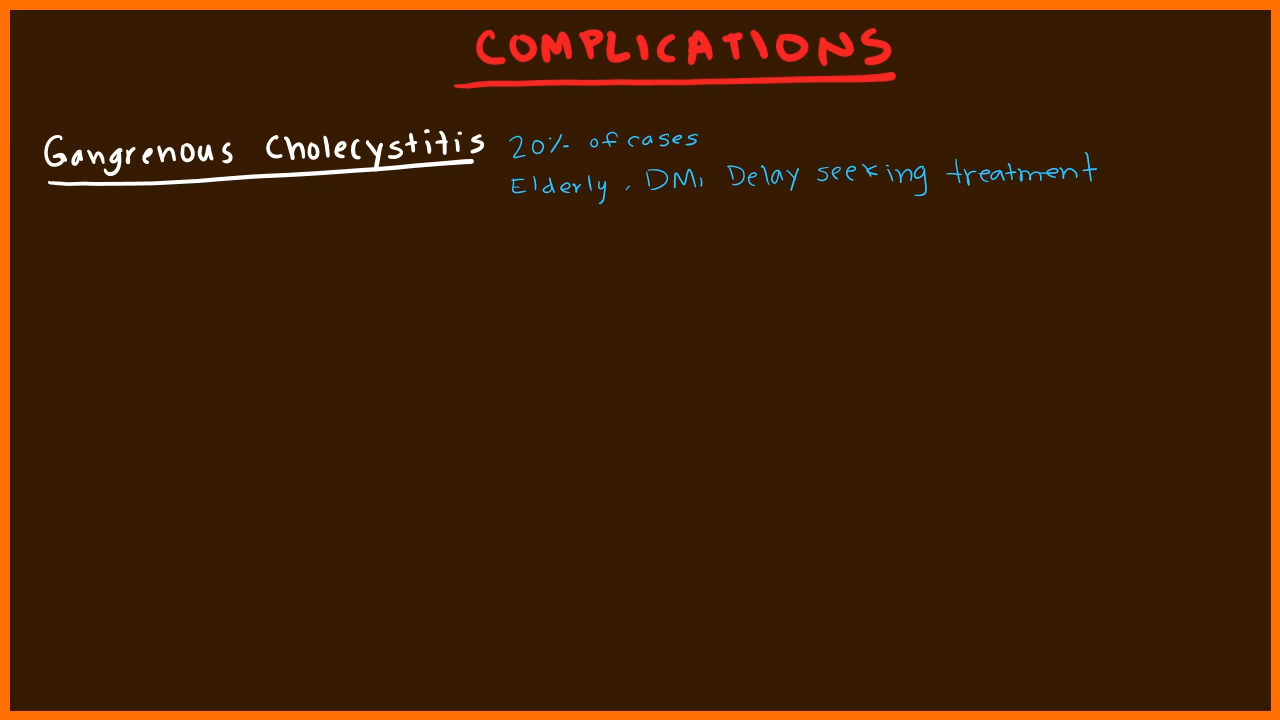 COMPLICATIONS
Gangrenous Cholecystitis 20% of cases
Elderly, DM, Delay seeking treatment